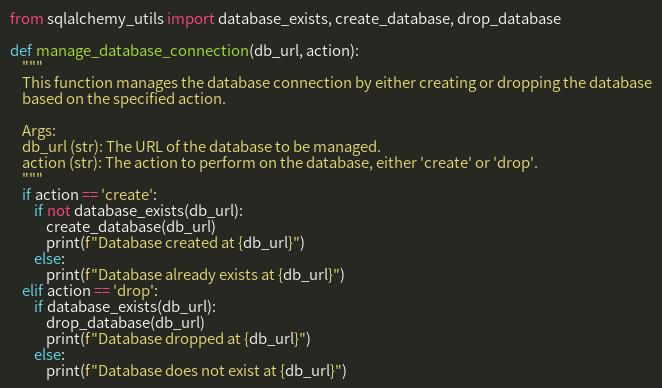 from sqlalchemy_utils import database_exists, create_database, drop_database

def manage_database_connection(db_url, action):
    """
    This function manages the database connection by either creating or dropping the database
    based on the specified action.

    Args:
    db_url (str): The URL of the database to be managed.
    action (str): The action to perform on the database, either 'create' or 'drop'.
    """
    if action == 'create':
        if not database_exists(db_url):
            create_database(db_url)
            print(f"Database created at {db_url}")
        else:
            print(f"Database already exists at {db_url}")
    elif action == 'drop':
        if database_exists(db_url):
            drop_database(db_url)
            print(f"Database dropped at {db_url}")
        else:
            print(f"Database does not exist at {db_url}")